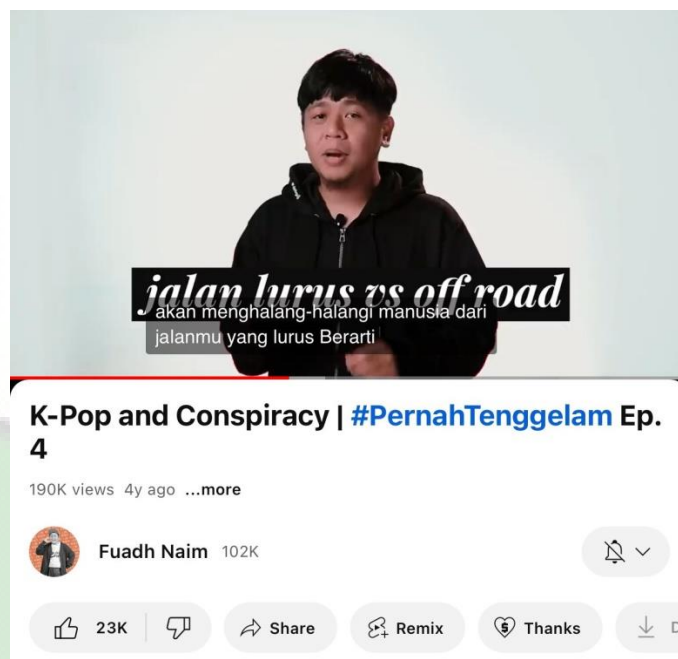 jalan lurus vs off road
akan menghalang-halangi manusia dari
jalanmu yang lurus Berarti
K-Pop and Conspiracy | #PernahTenggelam Ep.
4
190K views 4y ago ...more
Fuadh Naim 102K
23K Share Remix Thanks